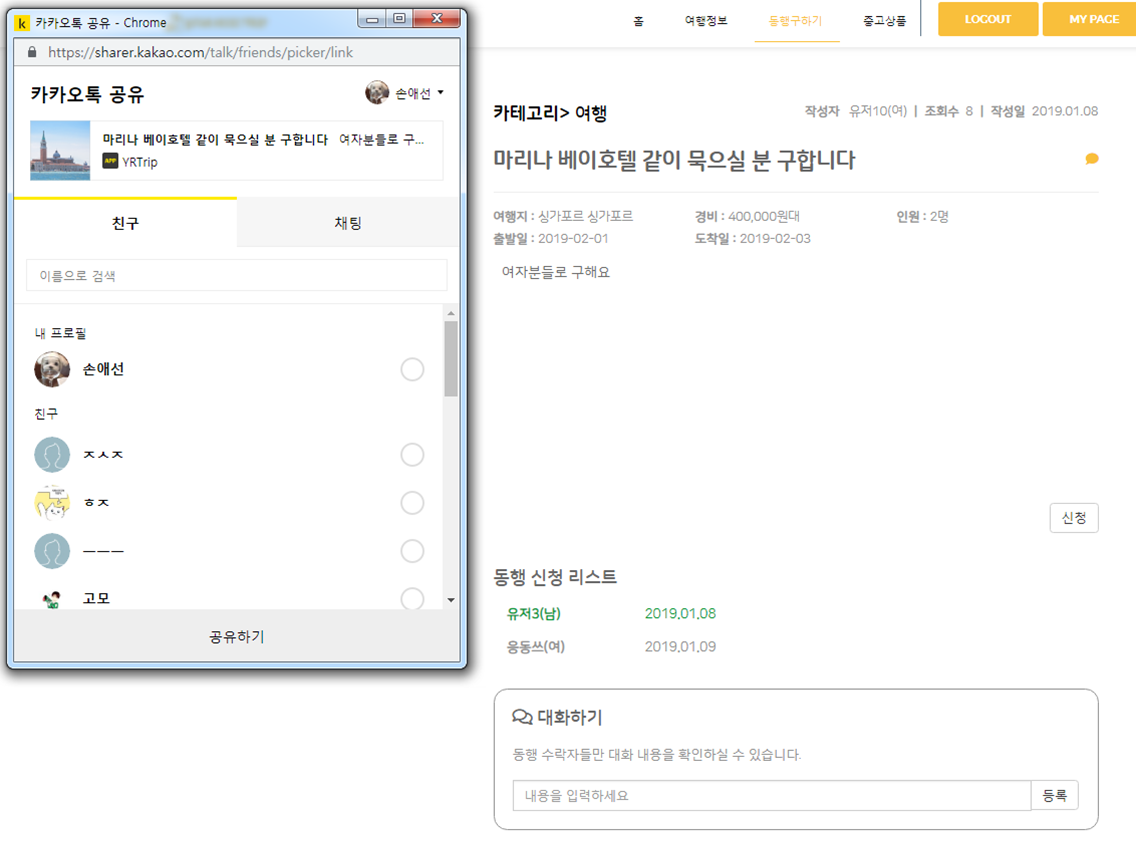 카카오톡 공유 - Chrome
https://sharer.kakao.com/talk/friends/picker/link
카카오톡 공유
손애선
마리나 베이호텔 같이 묵으실 분 구합니다 여자분들로 구...
APP YRTrip
친구 채팅
이름으로 검색
내 프로필
손애선
친구
ㅈㅅㅈ
ㅎㅈ
ㅡㅡㅡ
고모
공유하기
홈 여행정보 동행구하기 중고상품 LOGOUT MY PAGE
카테고리> 여행 작성자 유저10(여) | 조회수 8 | 작성일 2019.01.08
마리나 베이호텔 같이 묵으실 분 구합니다
여행지 : 싱가포르 싱가포르 경비 : 400,000원대 인원 : 2명
출발일 : 2019-02-01 도착일 : 2019-02-03
여자분들로 구해요
신청
동행 신청 리스트
유저3(남) 2019.01.08
응동쓰(여) 2019.01.09
대화하기
동행 수락자들만 대화 내용을 확인하실 수 있습니다.
내용을 입력하세요 등록